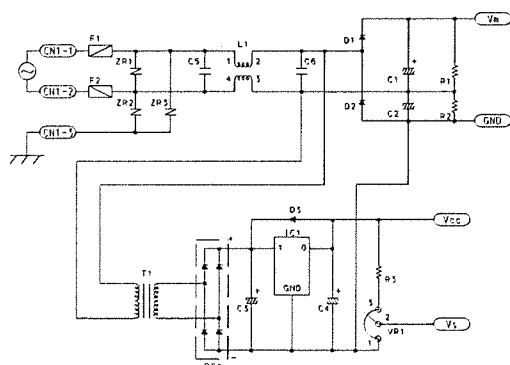 F1
L1
D1
Vm
CN1-1
ZR1
C5
1 2
C6
C1
+
R1
4 3
F2
CN1-2
ZR2
ZR3
D2
C2
R2
GND
CN1-3
D3
Vcc
+
IC1
1 0
T1
R3
GND
+
C3
+
C4
3
2
Vs
VR1
1
-